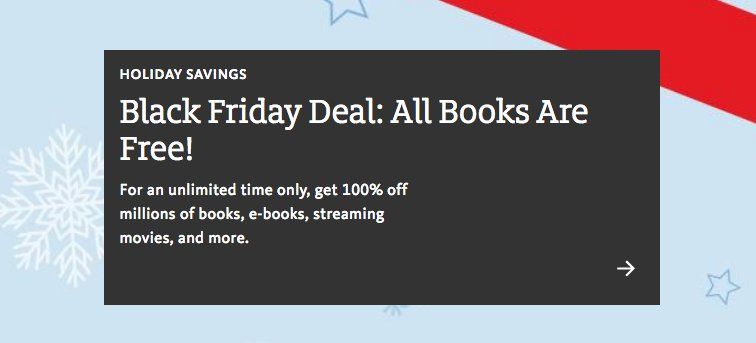 HOLIDAY SAVINGS
Black Friday Deal: All Books Are
Free!
For an unlimited time only, get 100% off
millions of books, e-books, streaming
movies, and more.